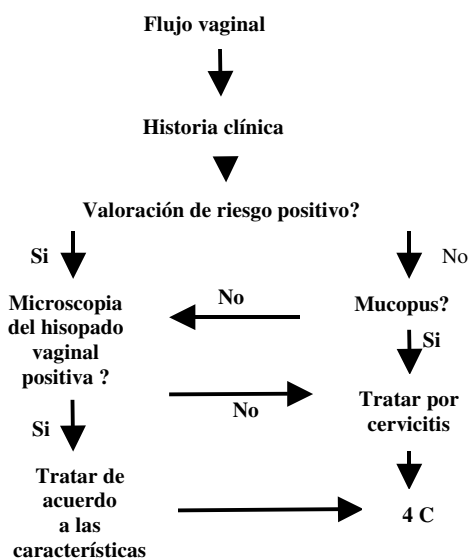 Flujo vaginal
Historia clínica
Valoración de riesgo positivo?
Si
No
Microscopia
del hisopado
vaginal
positiva ?
No
Mucopus?
Si
No
Tratar por
cervicitis
Si
Tratar de
acuerdo
a las
características
4 C